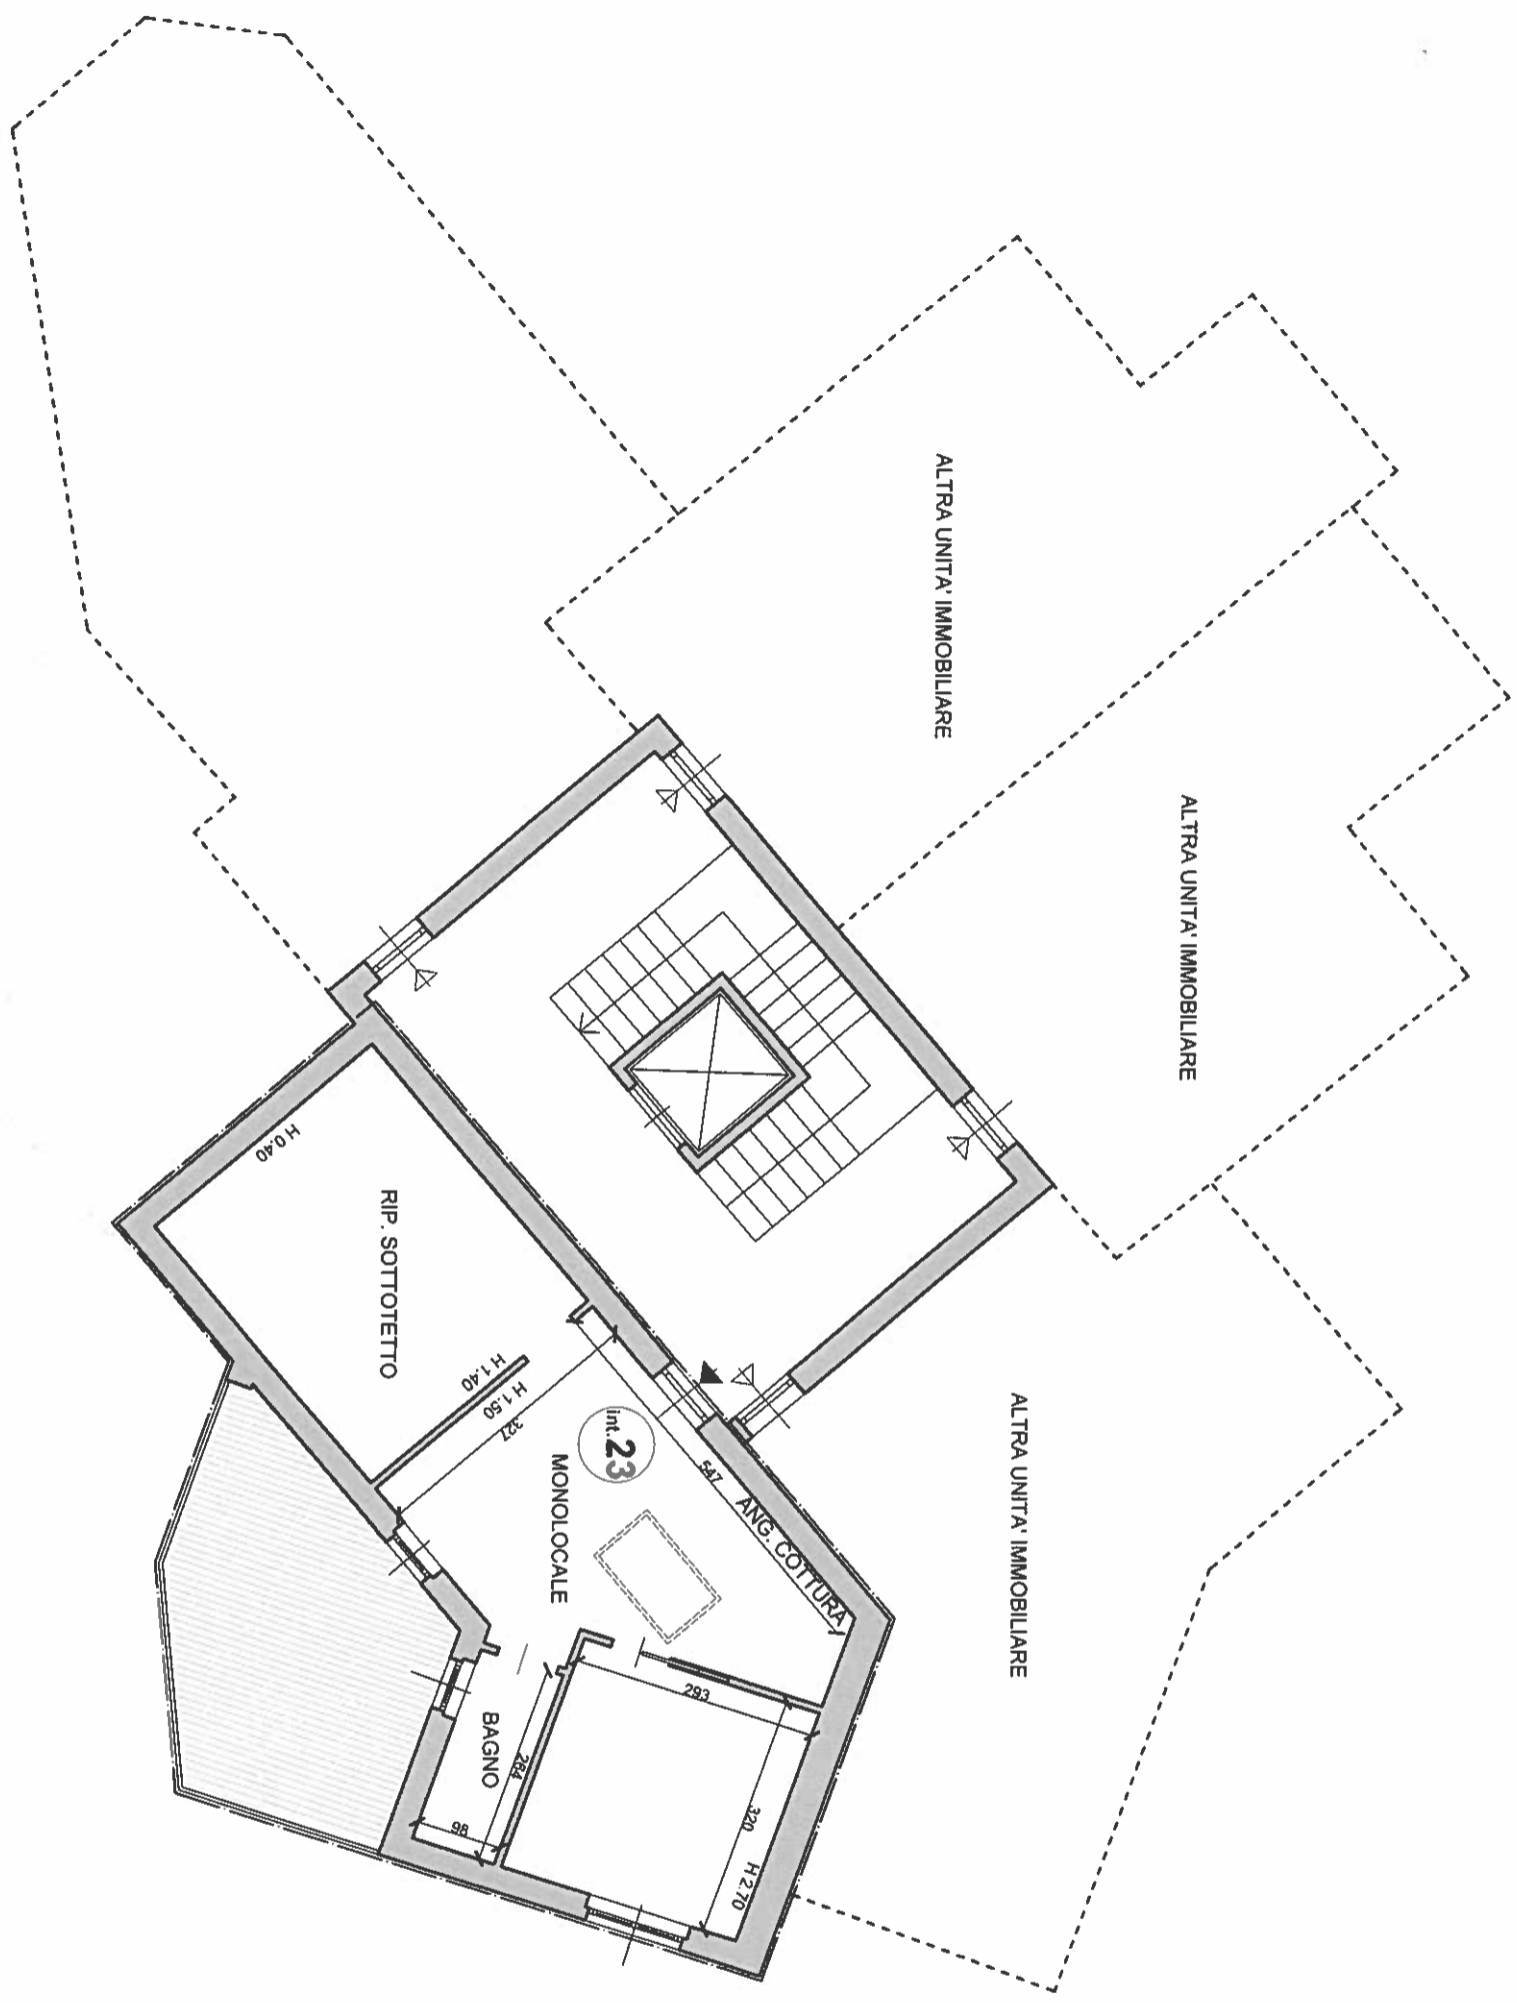 ALTRA UNITA' IMMOBILIARE
ALTRA UNITA' IMMOBILIARE
ALTRA UNITA' IMMOBILIARE
H 0.40
RIP. SOTTOTETTO
H 1.40
H 1.50
327
int.23
MONOLOCALE
547
ANG. COTTURA
293
BAGNO
264
98
320
H 2.70